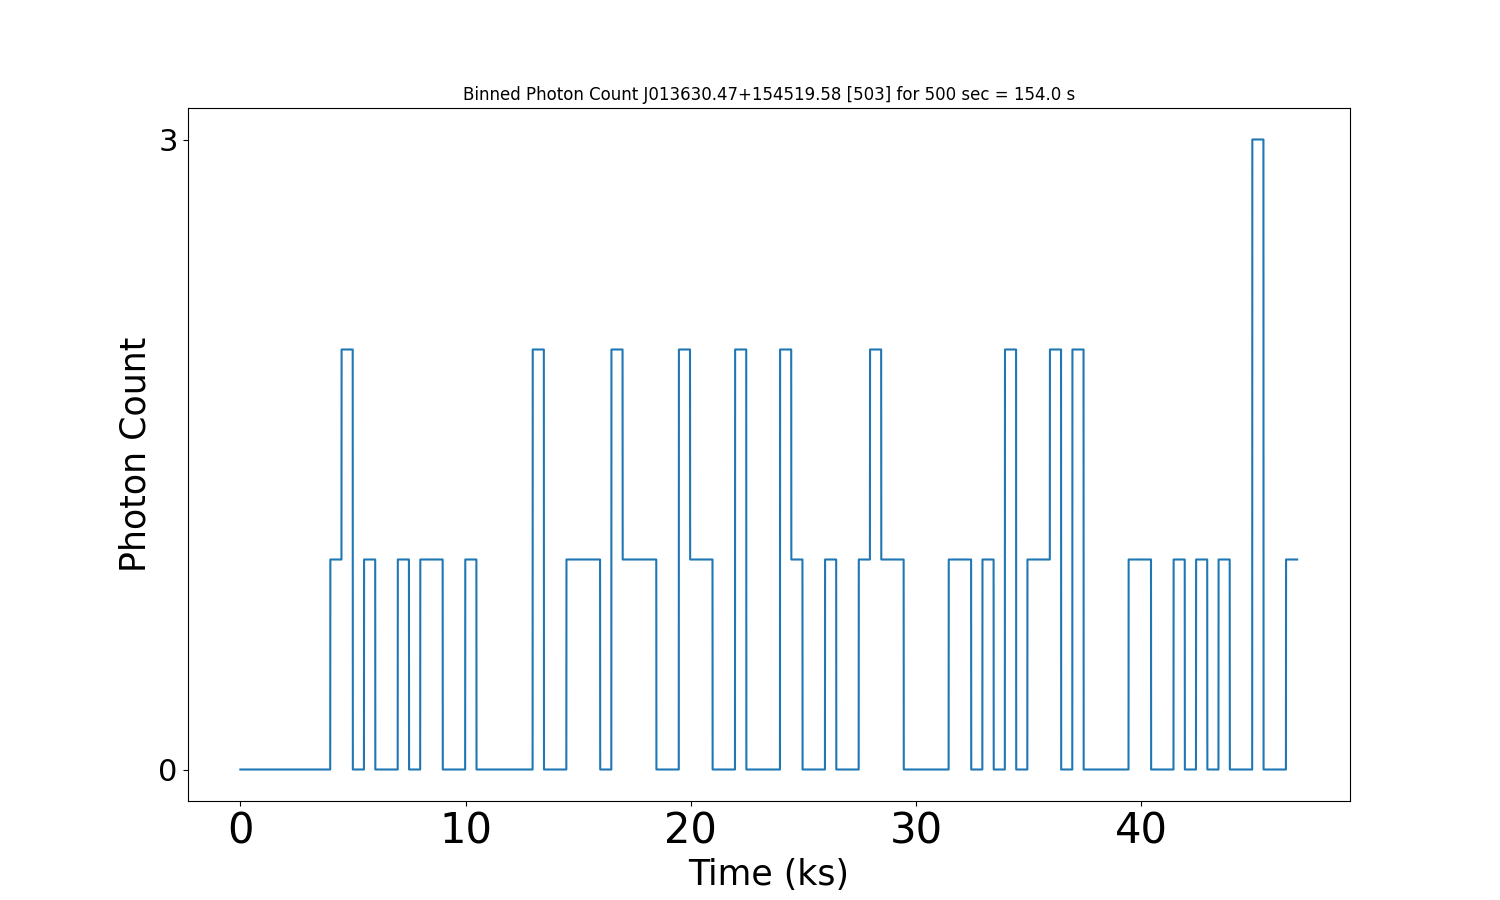 Binned Photon Count J013630.47+154519.58 [503] for 500 sec = 154.0 s
3
Photon Count
0
0 10 20 30 40
Time (ks)